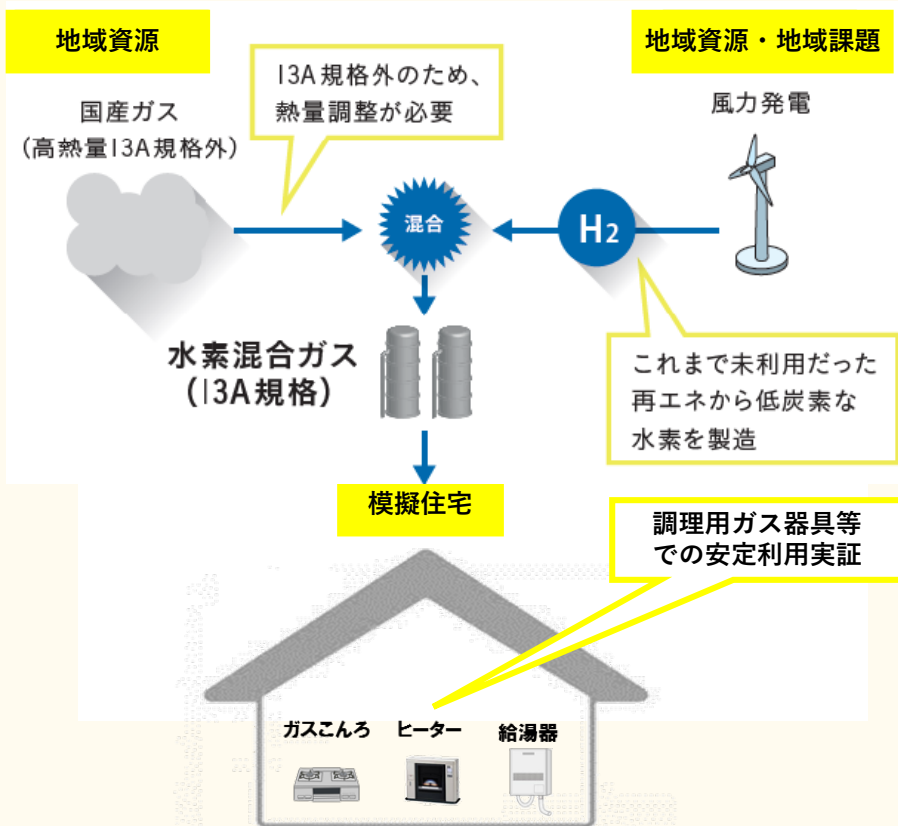 地域資源
地域資源・地域課題
13A規格外のため、
熱量調整が必要
国産ガス
(高熱量13A規格外)
風力発電
混合
H2
水素混合ガス
(13A規格)
これまで未利用だった
再エネから低炭素な
水素を製造
模擬住宅
調理用ガス器具等
での安定利用実証
ガスこんろ
ヒーター
給湯器